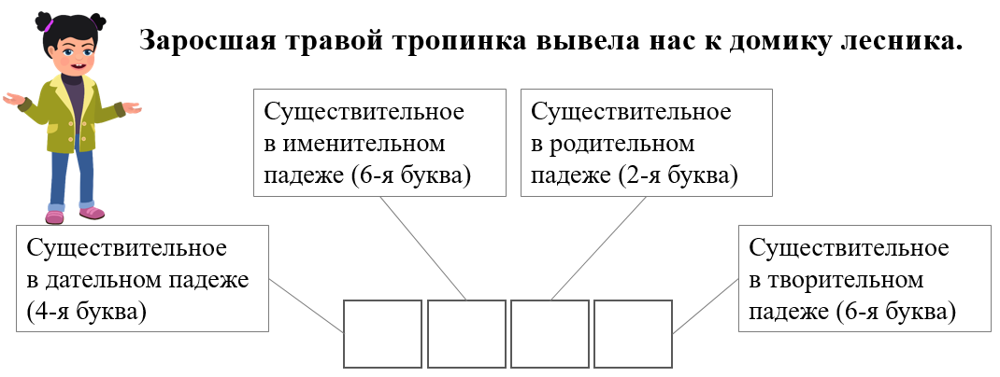 Заросшая травой тропинка вывела нас к домику лесника.
Существительное
в именительном
падеже (6-я буква)
Существительное
в родительном
падеже (2-я буква)
Существительное
в дательном падеже
(4-я буква)
Существительное
в творительном
падеже (6-я буква)